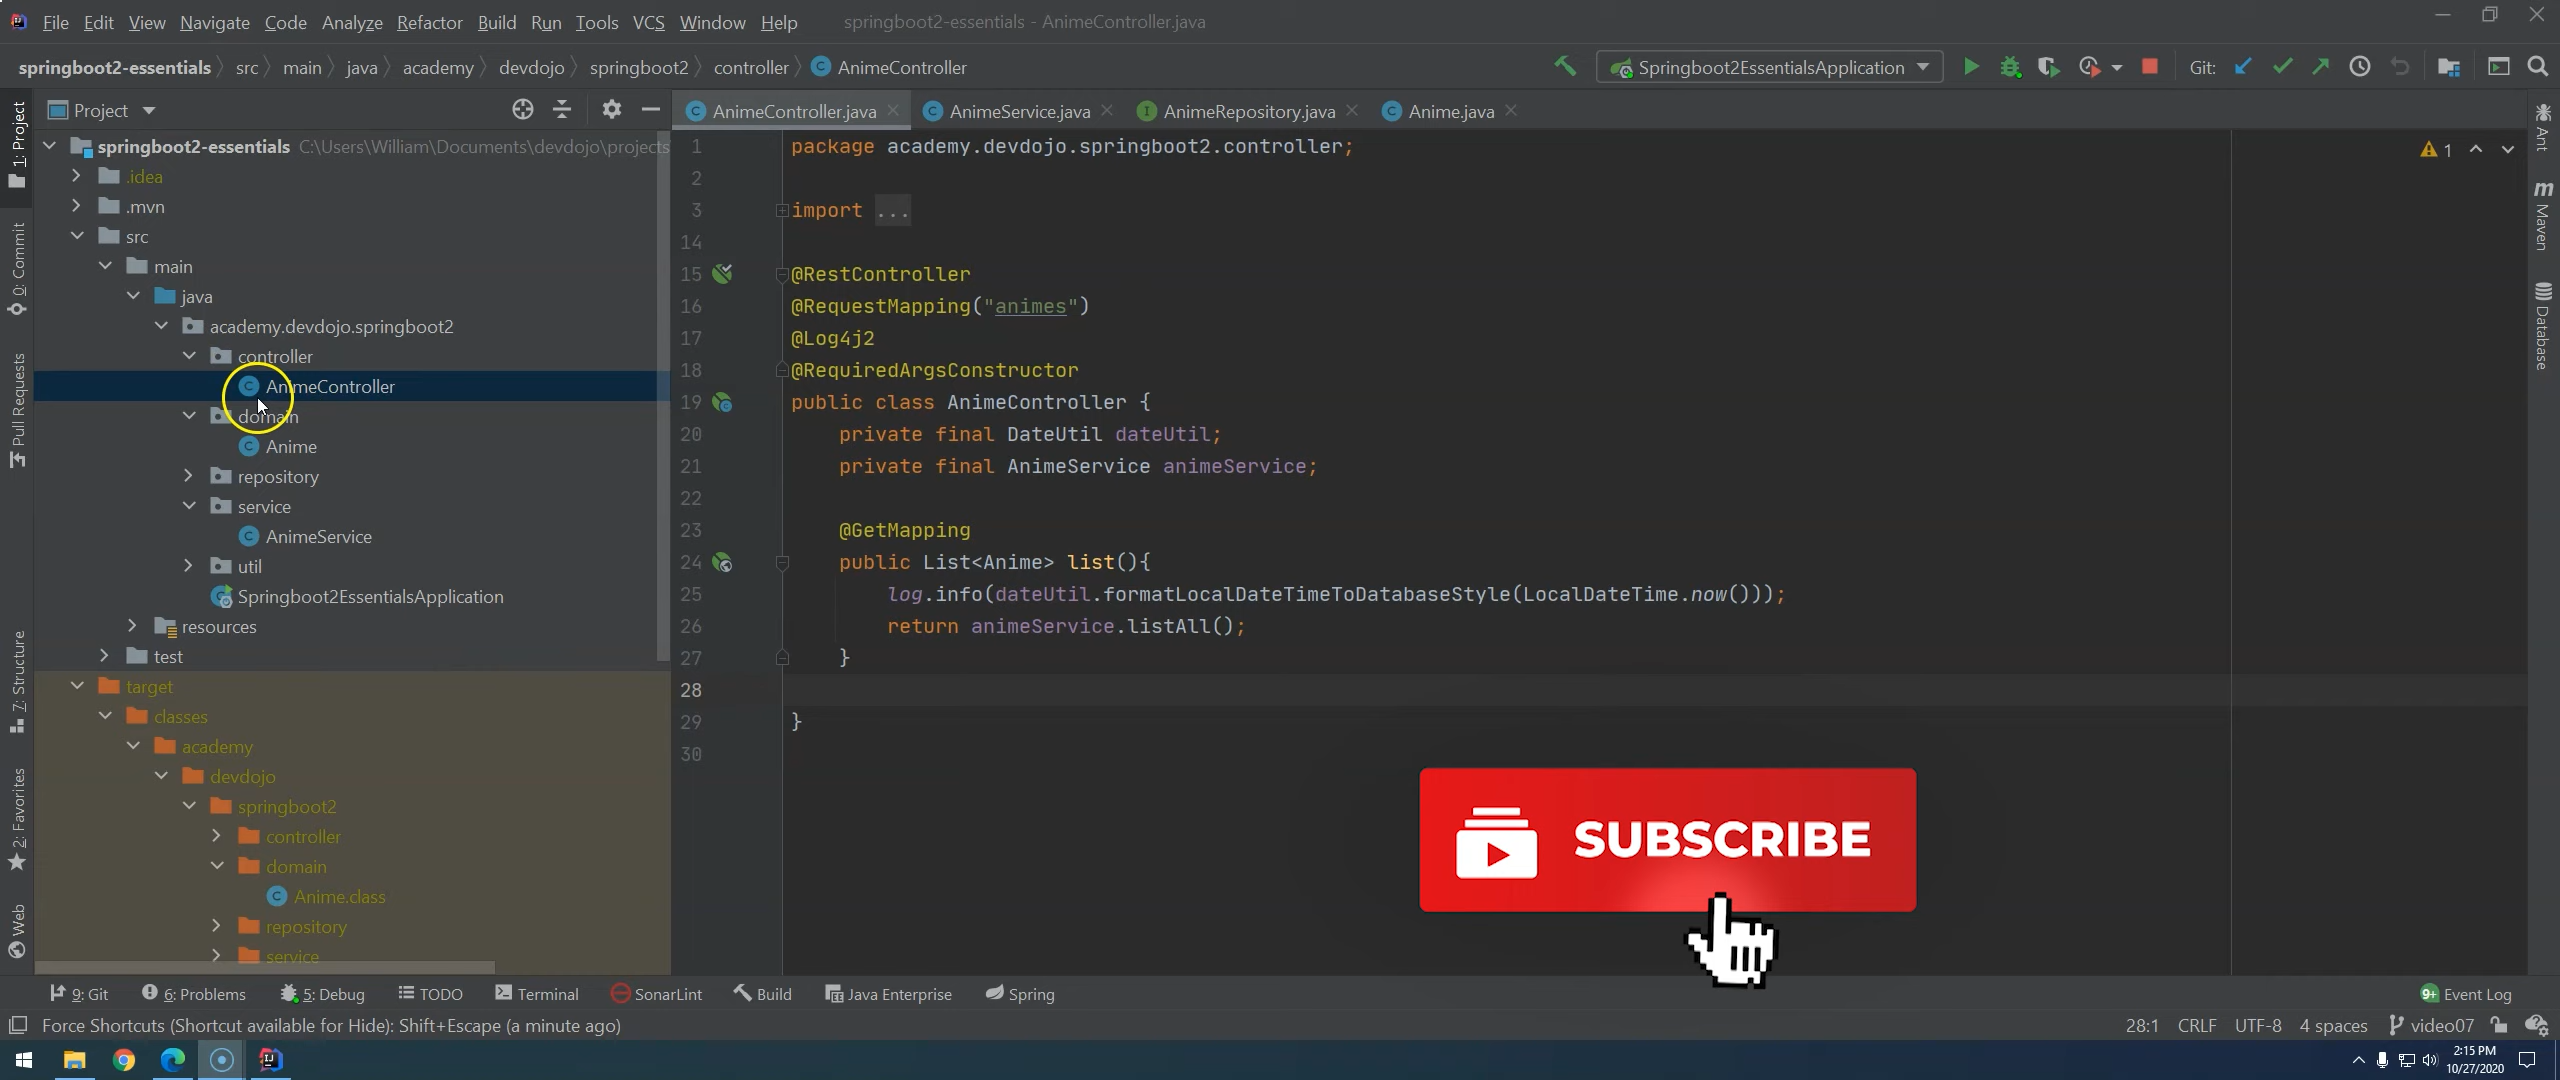 File Edit View Navigate Code Analyze Refactor Build Run Tools VCS Window Help springboot2-essentials - AnimeController.java
springboot2-essentials src main java academy devdojo springboot2 controller AnimeController Springboot2EssentialsApplication Git:
Project
AnimeController.java AnimeService.java AnimeRepository.java Anime.java
1: Project
0: Commit
Pull Requests
7: Structure
2: Favorites
Web
springboot2-essentials C:\Users\William\Documents\devdojo\projects
.idea
.mvn
src
main
java
academy.devdojo.springboot2
controller
AnimeController
domain
Anime
repository
service
AnimeService
util
Springboot2EssentialsApplication
resources
test
target
classes
academy
devdojo
springboot2
controller
domain
Anime.class
repository
service
1 package academy.devdojo.springboot2.controller;
2
3 import ...
14
15 @RestController
16 @RequestMapping("animes")
17 @Log4j2
18 @RequiredArgsConstructor
19 public class AnimeController {
20 private final DateUtil dateUtil;
21 private final AnimeService animeService;
22
23 @GetMapping
24 public List<Anime> list(){
25 log.info(dateUtil.formatLocalDateTimeToDatabaseStyle(LocalDateTime.now()));
26 return animeService.listAll();
27 }
28
29 }
30
1
Ant
m Maven
Database
SUBSCRIBE
9: Git 6: Problems 5: Debug TODO Terminal SonarLint Build Java Enterprise Spring 9+ Event Log
Force Shortcuts (Shortcut available for Hide): Shift+Escape (a minute ago) 28:1 CRLF UTF-8 4 spaces video07
2:15 PM
10/27/2020